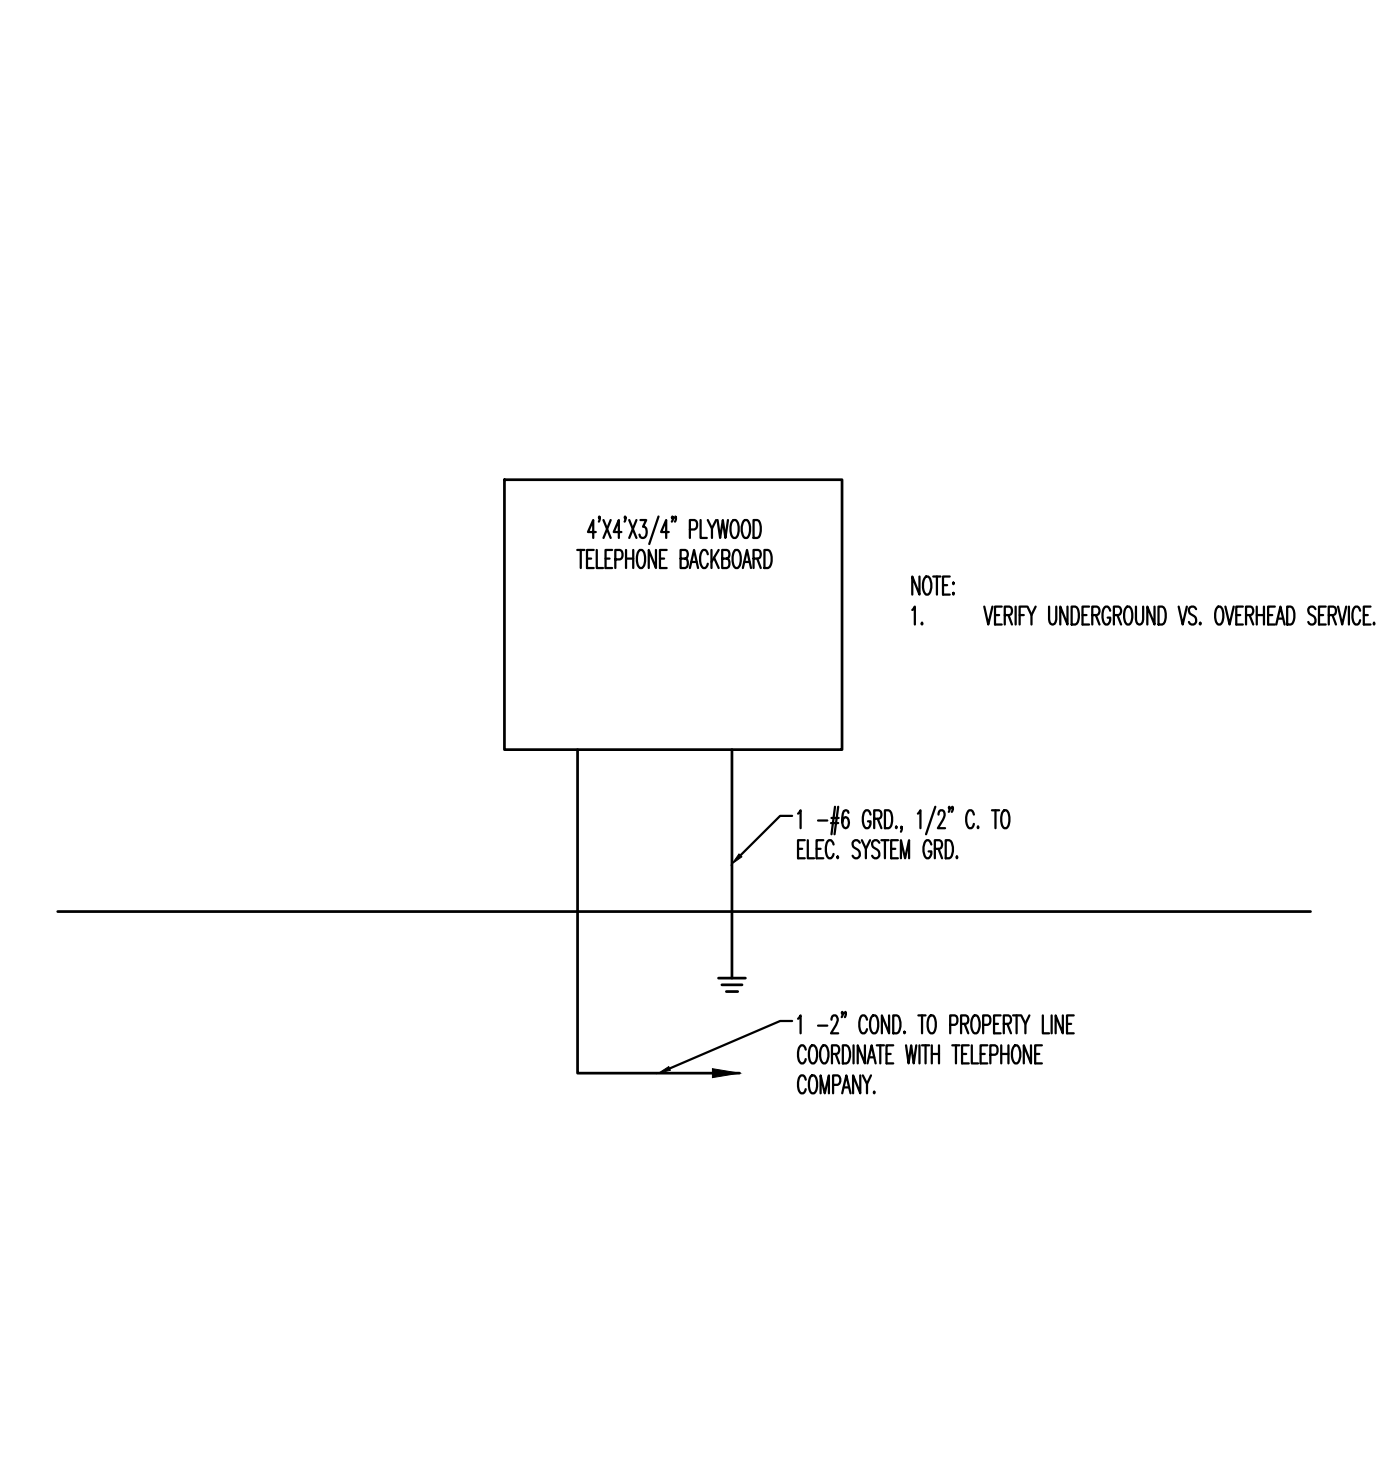 4'X4'X3/4" PLYWOOD
TELEPHONE BACKBOARD
NOTE:
1. VERIFY UNDERGROUND VS. OVERHEAD SERVICE.
1 -#6 GRD., 1/2" C. TO
ELEC. SYSTEM GRD.
1 -2" COND. TO PROPERTY LINE
COORDINATE WITH TELEPHONE
COMPANY.